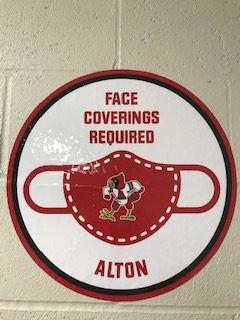 FACE
COVERINGS
REQUIRED
ALTON